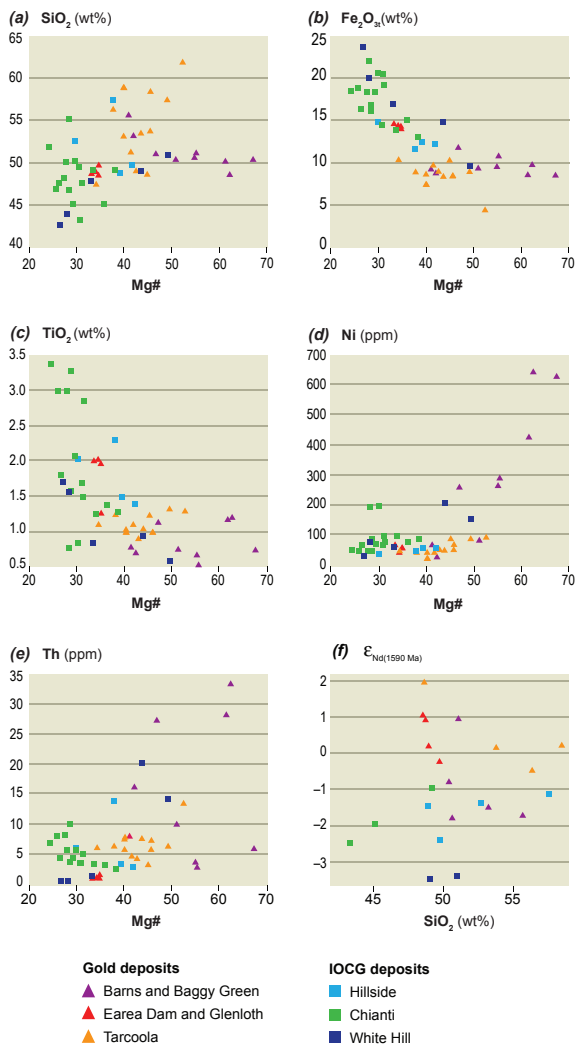 (a) SiO2 (wt%)
65
60
55
50
45
40
20 30 40 50 60 70
Mg#
(b) Fe2O3t(wt%)
25
20
15
10
5
0
20 30 40 50 60 70
Mg#
(c) TiO2 (wt%)
3.5
3.0
2.5
2.0
1.5
1.0
0.5
20 30 40 50 60 70
Mg#
(d) Ni (ppm)
700
600
500
400
300
200
100
0
20 30 40 50 60 70
Mg#
(e) Th (ppm)
35
30
25
20
15
10
5
0
20 30 40 50 60 70
Mg#
(f) εNd(1590 Ma)
2
1
0
−1
−2
−3
45 50 55
SiO2 (wt%)
Gold deposits
Barns and Baggy Green
Earea Dam and Glenloth
Tarcoola
IOCG deposits
Hillside
Chianti
White Hill